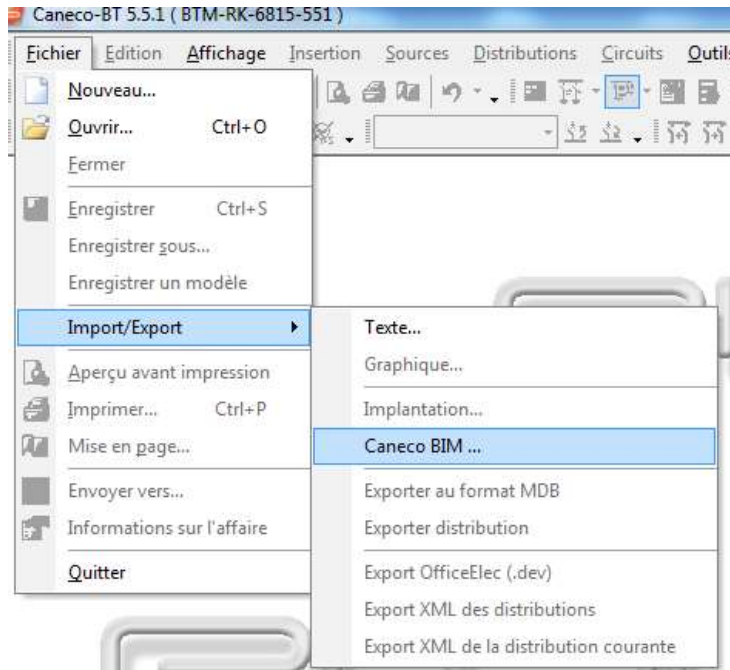 Caneco-BT 5.5.1 ( BTM-RK-6815-551 )
Fichier Edition Affichage Insertion Sources Distributions Circuits Outils
Nouveau...
Ouvrir... Ctrl+O
Fermer
Enregistrer Ctrl+S
Enregistrer sous...
Enregistrer un modèle
Import/Export
Texte...
Graphique...
Aperçu avant impression
Implantation...
Imprimer... Ctrl+P
Mise en page...
Caneco BIM ...
Envoyer vers...
Exporter au format MDB
Informations sur l'affaire
Exporter distribution
Quitter
Export OfficeElec (.dev)
Export XML des distributions
Export XML de la distribution courante